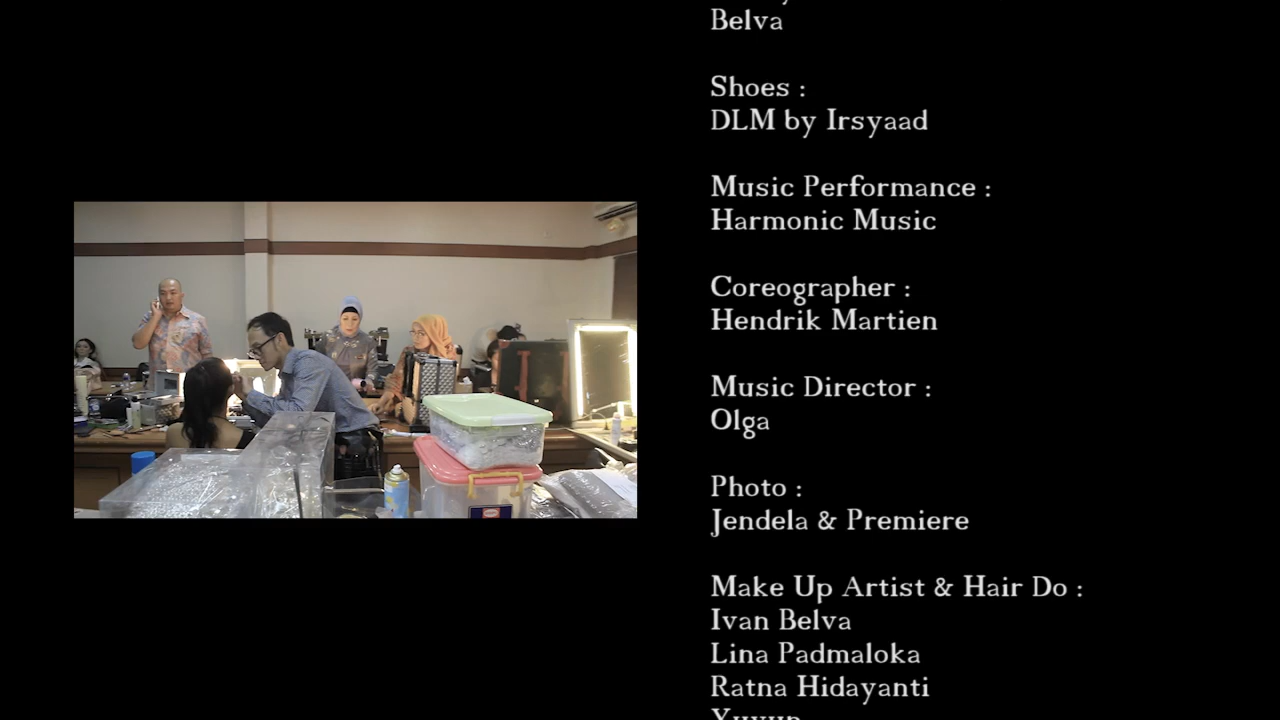 Belva
Shoes :
DLM by Irsyaad
Music Performance :
Harmonic Music
Coreographer :
Hendrik Martien
Music Director :
Olga
Photo :
Jendela & Premiere
Make Up Artist & Hair Do :
Ivan Belva
Lina Padmaloka
Ratna Hidayanti